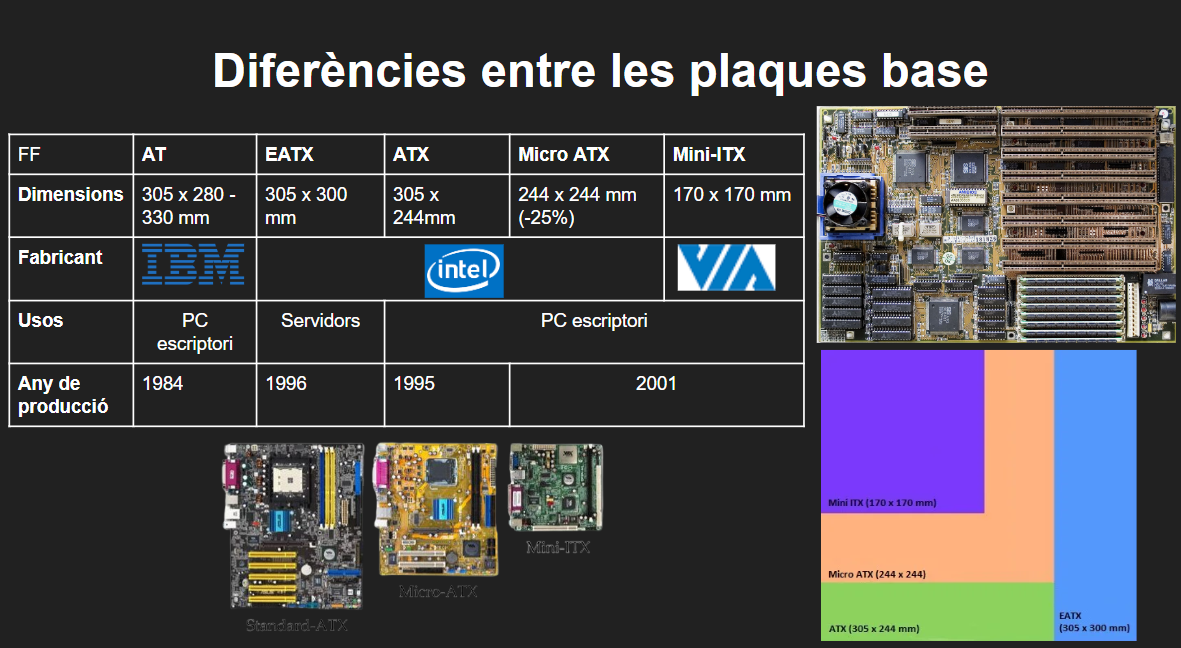 Diferències entre les plaques base
FF AT EATX ATX Micro ATX Mini-ITX
Dimensions 305 x 280 - 330 mm 305 x 300 mm 305 x 244mm 244 x 244 mm (-25%) 170 x 170 mm
Fabricant IBM intel VIA
Usos PC escriptori Servidors PC escriptori
Any de producció 1984 1996 1995 2001
Standard-ATX
Micro-ATX
Mini-ITX
Mini ITX (170 x 170 mm)
Micro ATX (244 x 244)
ATX (305 x 244 mm)
EATX
(305 x 300 mm)